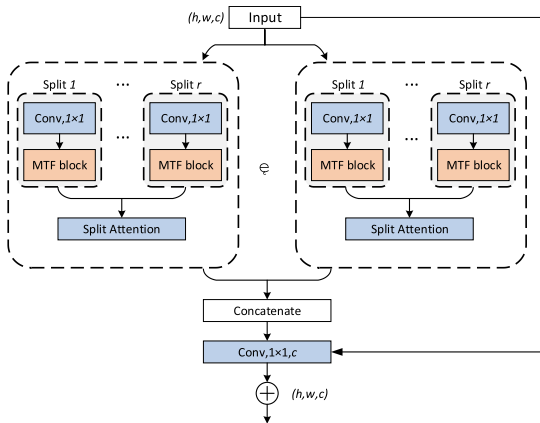 (h,w,c) Input
Split 1 ... Split r Split 1 ... Split r
Conv,1×1 ... Conv,1×1 Conv,1×1 ... Conv,1×1
MTF block MTF block MTF block MTF block
Split Attention Split Attention
Concatenate
Conv,1×1,c
(h,w,c)